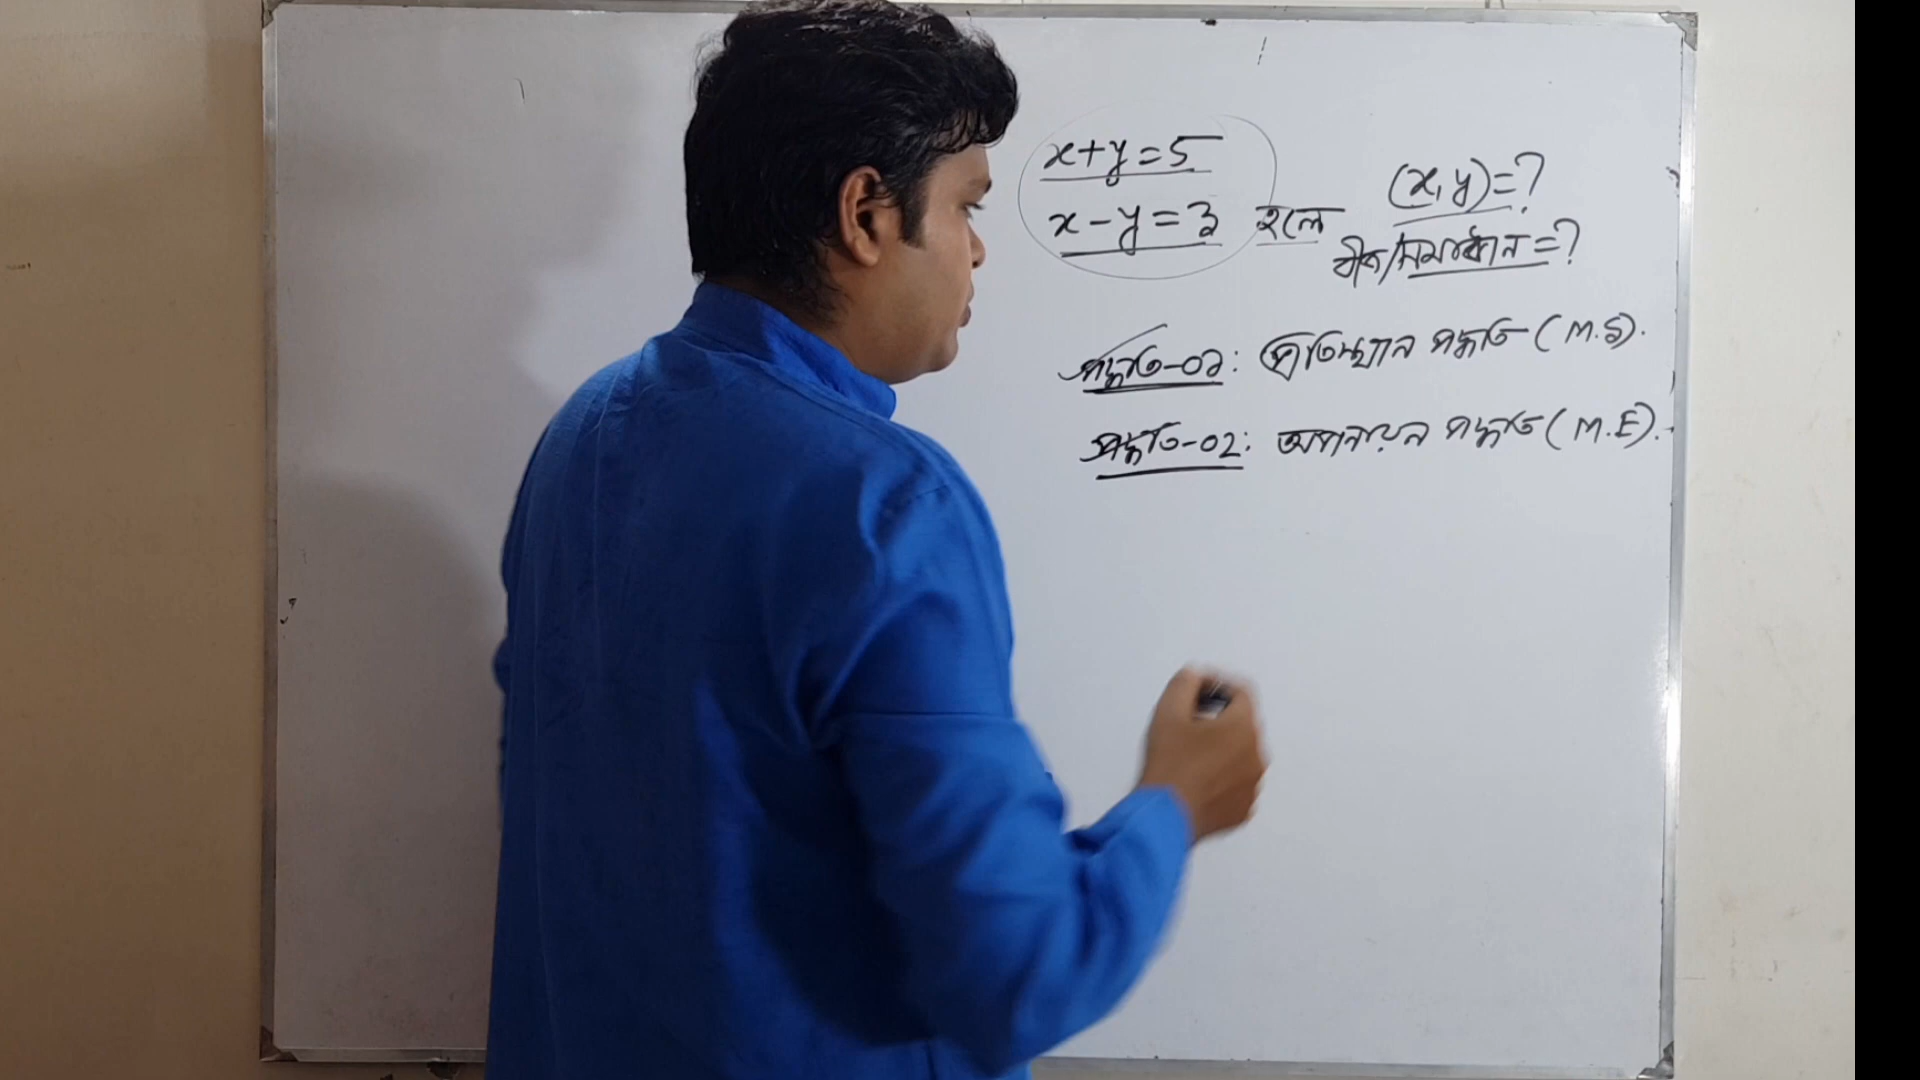 x+y=5
x-y=3 হলে (x, y)=?
বীজ/সমাধান=?
পদ্ধতি-০১: প্রতিস্থাপন পদ্ধতি (M.S).
পদ্ধতি-০২: অপনয়ন পদ্ধতি (M.E).